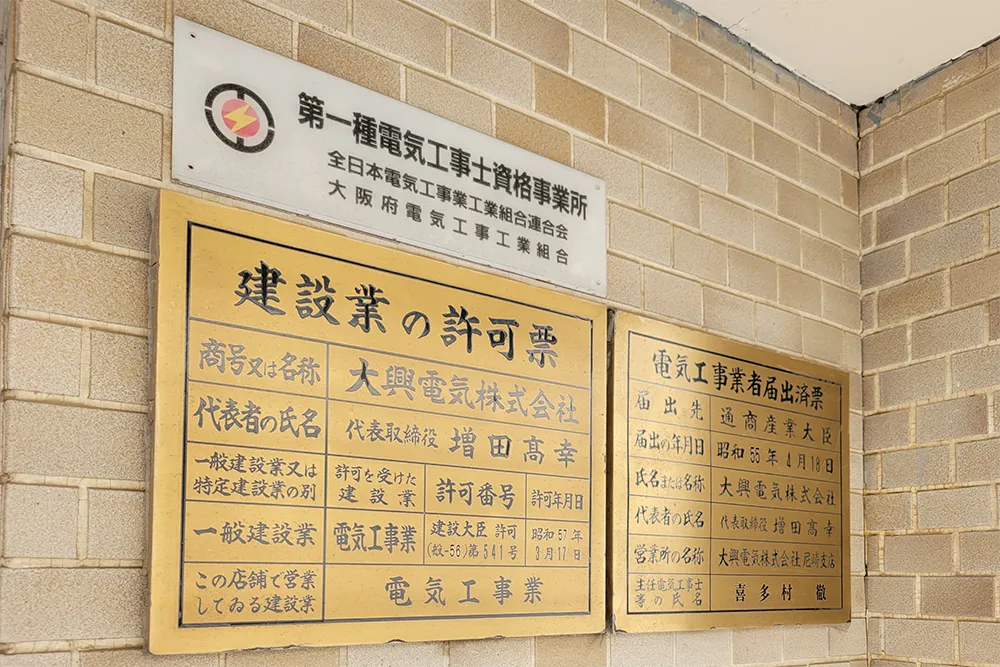 第一種電気工事士資格事業所
全日本電気工事業工業組合連合会
大阪府電気工事工業組合
建設業の許可票
商号又は名称 大興電気株式会社
代表者の氏名 代表取締役 増田髙幸
一般建設業又は
特定建設業の別
許可を受けた
建設業
許可番号
許可年月日
一般建設業
電気工事業
建設大臣 許可
(般-56)第541号
昭和57年
3月17日
この店舗で営業
してゐる建設業
電気工事業
電気工事業者届出済票
届出先 通商産業大臣
届出の年月日 昭和55年4月18日
氏名または名称 大興電気株式会社
代表者の氏名 代表取締役 増田髙幸
営業所の名称 大興電気株式会社尼崎支店
主任電気工事士
等の氏名
喜多村 徹